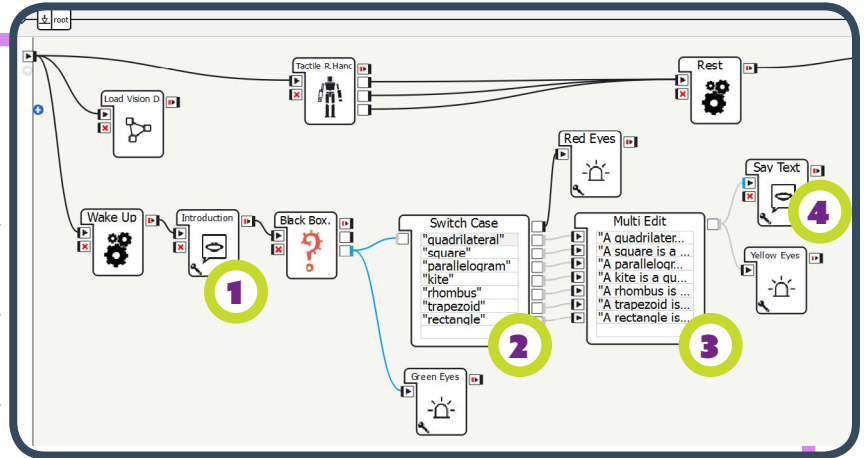 root
Tactile R.Hanc
Rest
Load Vision D
Red Eyes
Say Text
4
Wake Up
Introduction
1
Black Box.
Switch Case
"quadrilateral"
"square"
"parallelogram"
"kite"
"rhombus"
"trapezoid"
"rectangle"
2
Multi Edit
"A quadrilater...
"A square is a ...
"A parallelogr...
"A kite is a qu...
"A rhombus is ...
"A trapezoid is...
"A rectangle is...
3
Yellow Eyes
Green Eyes